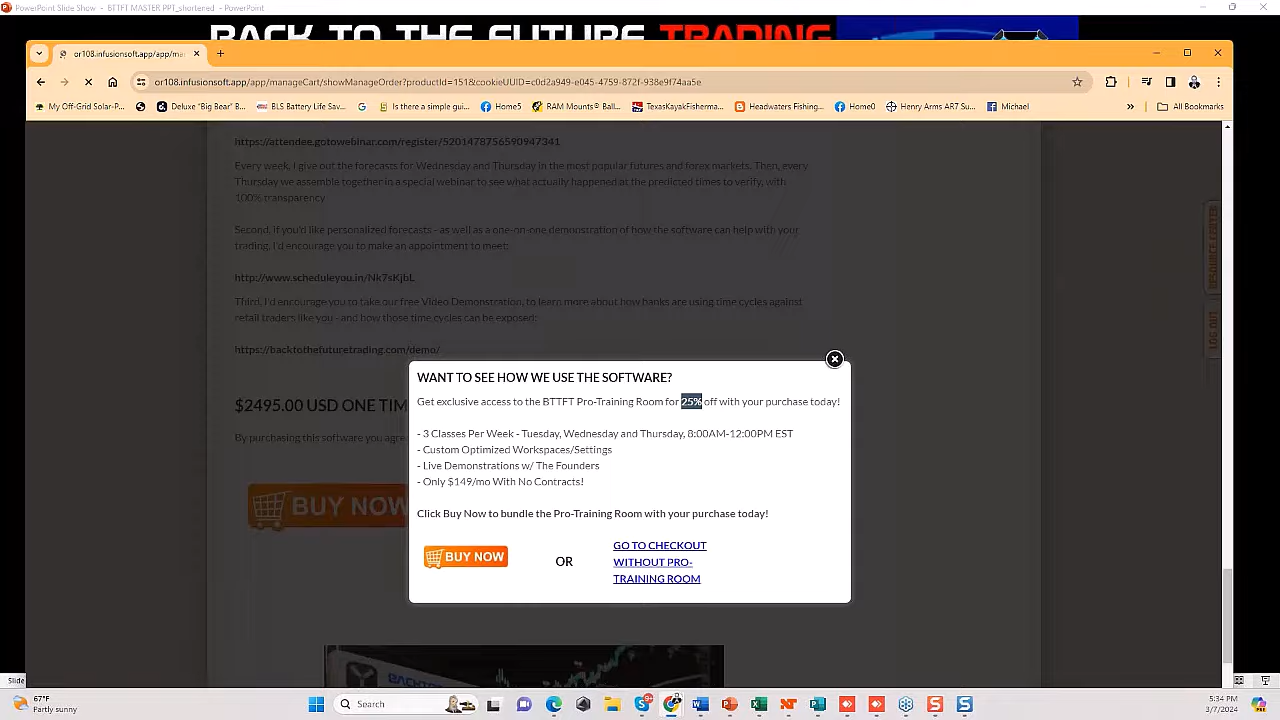 PowerPoint Slide Show - BTTFT MASTER PPT_shortened - PowerPoint
BACK TO THE FUTURE TRADING
or108.infusionsoft.app/app/ma
or108.infusionsoft.app/app/manageCart/showManageOrder?productId=151&cookieUUID=c0d2a949-e045-4759-872f-938e9f74aa5e
My Off-Grid Solar-P... Deluxe "Big Bear" B... BLS Battery Life Sav... Is there a simple gui... Home5 RAM Mounts® Ball... TexasKayakFisherma... Headwaters Fishing... Home0 Henry Arms AR7 Su... Michael » All Bookmarks
https://attendee.gotowebinar.com/register/5201478756590947341
Every week, I give out the forecasts for Wednesday and Thursday in the most popular futures and forex markets. Then, every
Thursday we assemble together in a special webinar to see what actually happened at the predicted times to verify, with
100% transparency
Second, if you'd like personalized forecasts - as well as a one-on-one demonstration of how the software can help with your
trading, I'd encourage you to make an appointment to meet:
http://www.scheduleyou.in/Nk7sKjbL
Third, I'd encourage you to take our free Video Demonstration, to learn more about how banks are using time cycles against
retail traders like you - and how those time cycles can be exposed:
https://backtothefuturetrading.com/demo/
$2495.00 USD ONE TIM
By purchasing this software you agre
BUY NOW
RESOURCE CENTER
LOG OUT
WANT TO SEE HOW WE USE THE SOFTWARE?
Get exclusive access to the BTTFT Pro-Training Room for 25% off with your purchase today!
- 3 Classes Per Week - Tuesday, Wednesday and Thursday, 8:00AM-12:00PM EST
- Custom Optimized Workspaces/Settings
- Live Demonstrations w/ The Founders
- Only $149/mo With No Contracts!
Click Buy Now to bundle the Pro-Training Room with your purchase today!
BUY NOW
OR
GO TO CHECKOUT
WITHOUT PRO-
TRAINING ROOM
Slide
67°F
Partly sunny
Search
5:34 PM
3/7/2024